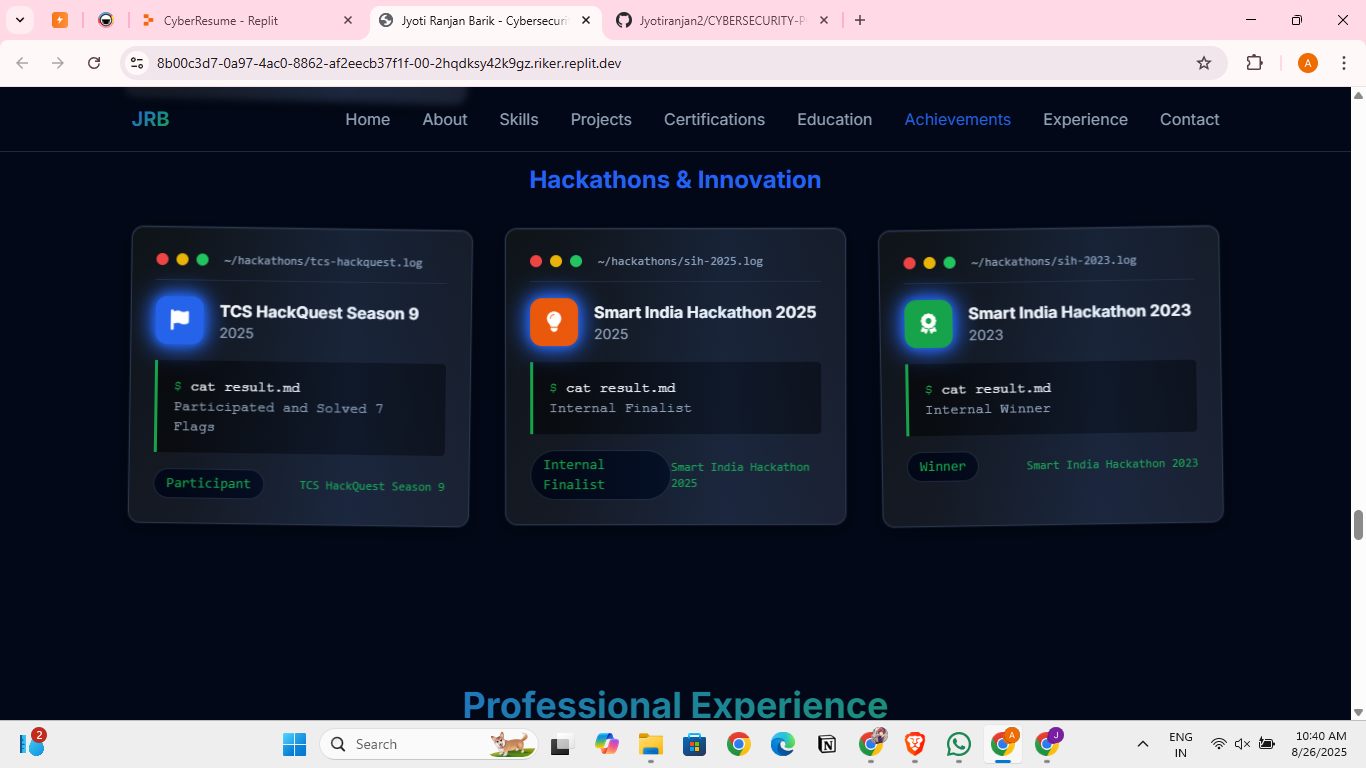 CyberResume - Replit
Jyoti Ranjan Barik - Cybersecuri
Jyotiranjan2/CYBERSECURITY-P
8b00c3d7-0a97-4ac0-8862-af2eecb37f1f-00-2hqdksy42k9gz.riker.replit.dev
A
JRB
Home About Skills Projects Certifications Education Achievements Experience Contact
Hackathons & Innovation
~/hackathons/tcs-hackquest.log
TCS HackQuest Season 9
2025
$ cat result.md
Participated and Solved 7
Flags
Participant
TCS HackQuest Season 9
~/hackathons/sih-2025.log
Smart India Hackathon 2025
2025
$ cat result.md
Internal Finalist
Internal
Finalist
Smart India Hackathon
2025
~/hackathons/sih-2023.log
Smart India Hackathon 2023
2023
$ cat result.md
Internal Winner
Winner
Smart India Hackathon 2023
Professional Experience
2
Search
A
J
ENG
IN
10:40 AM
8/26/2025